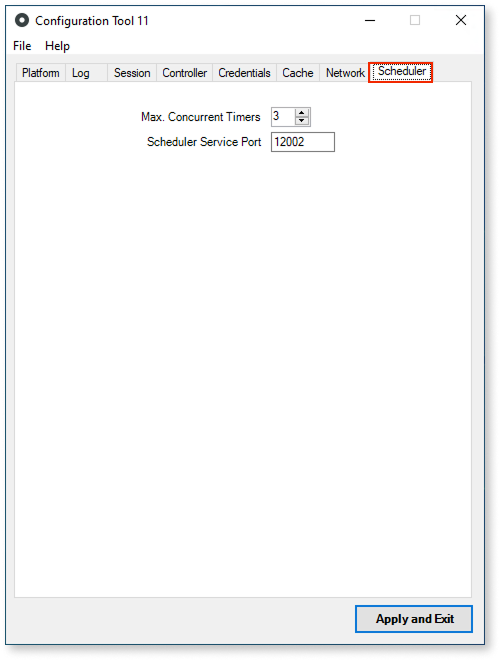 Configuration Tool 11
File Help
Platform Log Session Controller Credentials Cache Network Scheduler
Max. Concurrent Timers 3
Scheduler Service Port 12002
Apply and Exit